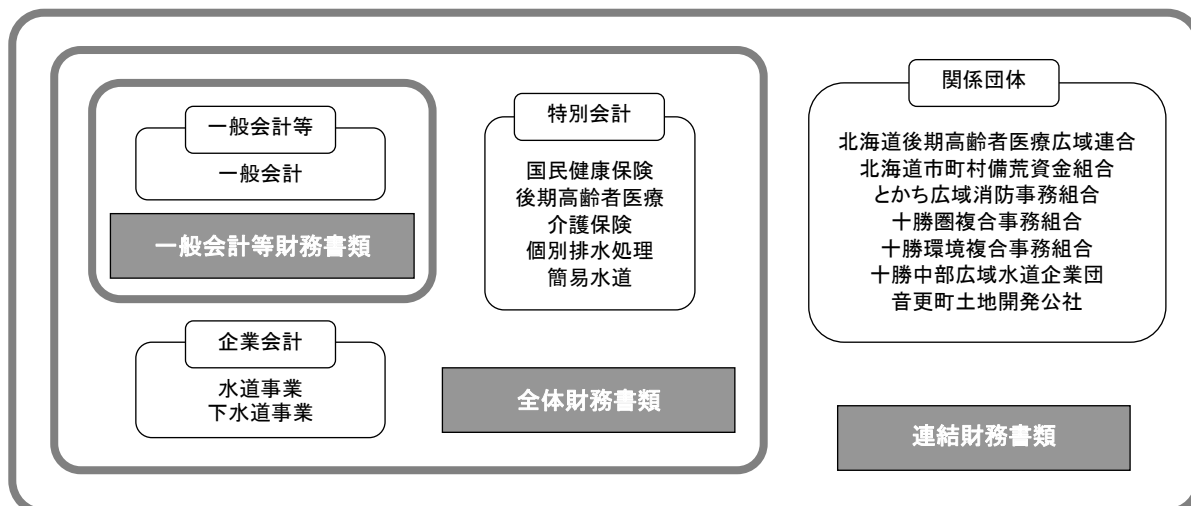 一般会計等
一般会計
一般会計等財務書類
企業会計
水道事業
下水道事業
特別会計
国民健康保険
後期高齢者医療
介護保険
個別排水処理
簡易水道
全体財務書類
関係団体
北海道後期高齢者医療広域連合
北海道市町村備荒資金組合
とかち広域消防事務組合
十勝圏複合事務組合
十勝環境複合事務組合
十勝中部広域水道企業団
音更町土地開発公社
連結財務書類